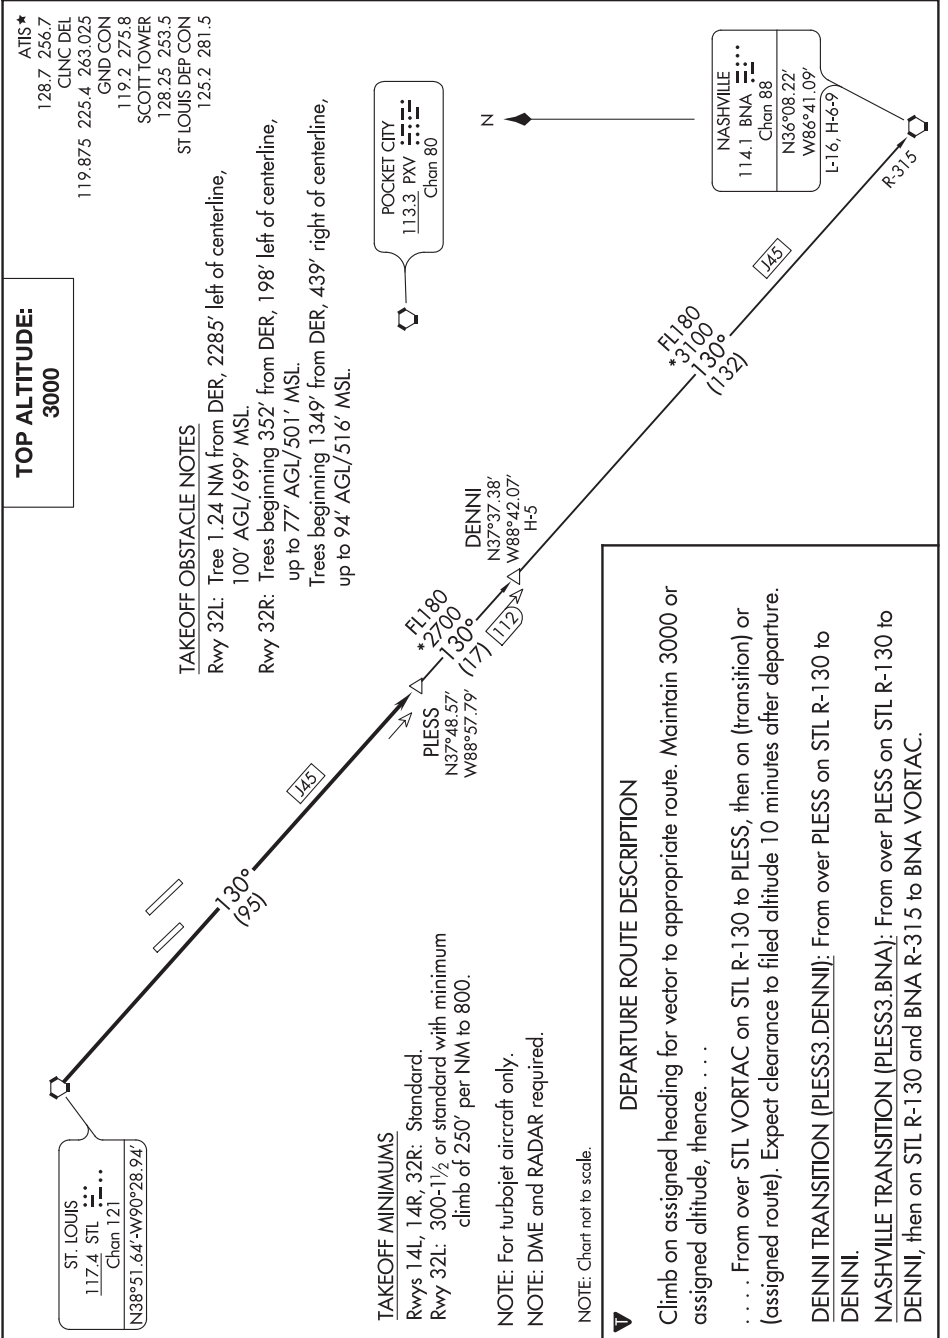 ATIS★
128.7 256.7
CLNC DEL
119.875 225.4 263.025
GND CON
119.2 275.8
SCOTT TOWER
128.25 253.5
ST LOUIS DEP CON
125.2 281.5
TOP ALTITUDE:
3000
TAKEOFF OBSTACLE NOTES
Rwy 32L: Tree 1.24 NM from DER, 2285' left of centerline,
100' AGL/699' MSL.
Rwy 32R: Trees beginning 352' from DER, 198' left of centerline,
up to 77' AGL/501' MSL.
Trees beginning 1349' from DER, 439' right of centerline,
up to 94' AGL/516' MSL.
POCKET CITY
113.3 PXV
Chan 80
N
NASHVILLE
114.1 BNA
Chan 88
N36°08.22'
W86°41.09'
L-16, H-6-9
R-315
J45
FL180
*3100
130°
(132)
DENNI
N37°37.38'
W88°42.07'
H-5
112
FL180
*2700
130°
(17)
PLESS
N37°48.57'
W88°57.79'
J45
130°
(95)
ST. LOUIS
117.4 STL
Chan 121
N38°51.64'-W90°28.94'
TAKEOFF MINIMUMS
Rwys 14L, 14R, 32R: Standard.
Rwy 32L: 300-1½ or standard with minimum
climb of 250' per NM to 800.
NOTE: For turbojet aircraft only.
NOTE: DME and RADAR required.
NOTE: Chart not to scale.
T
DEPARTURE ROUTE DESCRIPTION
Climb on assigned heading for vector to appropriate route. Maintain 3000 or
assigned altitude, thence. . . .
. . . . From over STL VORTAC on STL R-130 to PLESS, then on (transition) or
(assigned route). Expect clearance to filed altitude 10 minutes after departure.
DENNI TRANSITION (PLESS3.DENNI): From over PLESS on STL R-130 to
DENNI.
NASHVILLE TRANSITION (PLESS3.BNA): From over PLESS on STL R-130 to
DENNI, then on STL R-130 and BNA R-315 to BNA VORTAC.